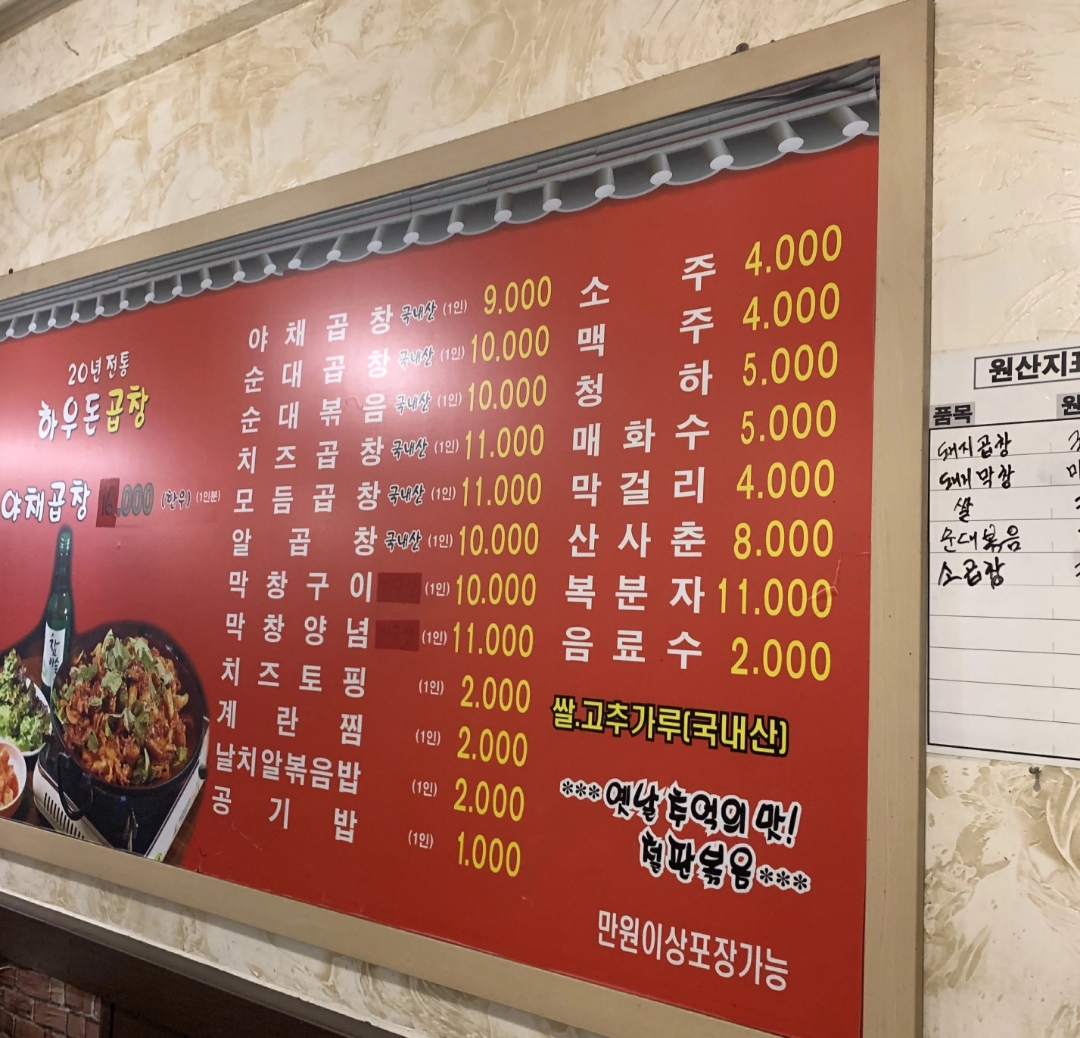 20년 전통
하우돈곱창
야채곱창 .000 (한우) (1인분)
야채곱창 국내산 (1인) 9.000
순대곱창 국내산 (1인) 10.000
순대볶음 국내산 (1인) 10.000
치즈곱창 국내산 (1인) 11.000
모듬곱창 국내산 (1인) 11.000
알곱창 국내산 (1인) 10.000
막창구이 (1인) 10.000
막창양념 (1인) 11.000
치즈토핑 (1인) 2.000
계란찜 (1인) 2.000
날치알볶음밥 (1인) 2.000
공기밥 (1인) 1.000
소주 4.000
맥주 4.000
청하 5.000
매화수 5.000
막걸리 4.000
산사춘 8.000
복분자 11.000
음료수 2.000
쌀.고추가루(국내산)
***옛날 추억의 맛!
철판볶음***
만원이상포장가능
원산지표
품목 원
돼지곱창
돼지막창
쌀
순대볶음
소곱창